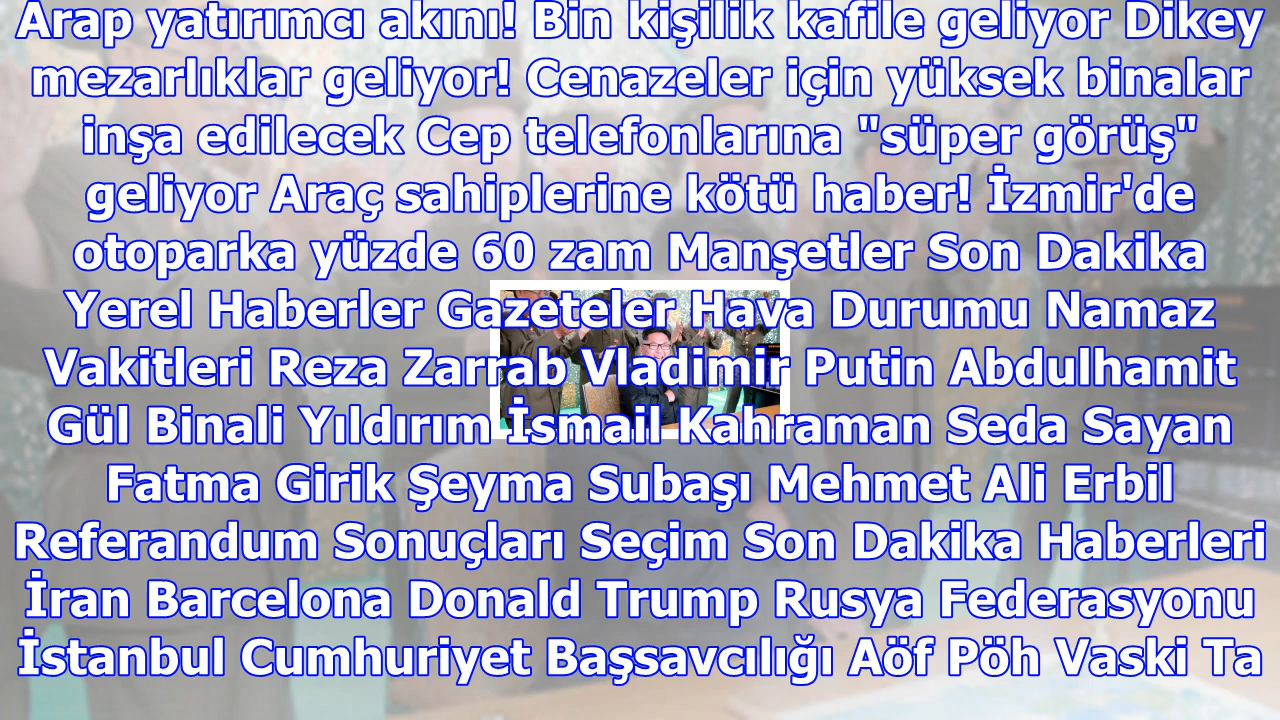 Arap yatırımcı akını! Bin kişilik kafile geliyor Dikey
mezarlıklar geliyor! Cenazeler için yüksek binalar
inşa edilecek Cep telefonlarına "süper görüş"
geliyor Araç sahiplerine kötü haber! İzmir'de
otoparka yüzde 60 zam Manşetler Son Dakika
Yerel Haberler Gazeteler Hava Durumu Namaz
Vakitleri Reza Zarrab Vladimir Putin Abdulhamit
Gül Binali Yıldırım İsmail Kahraman Seda Sayan
Fatma Girik Şeyma Subaşı Mehmet Ali Erbil
Referandum Sonuçları Seçim Son Dakika Haberleri
İran Barcelona Donald Trump Rusya Federasyonu
İstanbul Cumhuriyet Başsavcılığı Aöf Pöh Vaski Ta